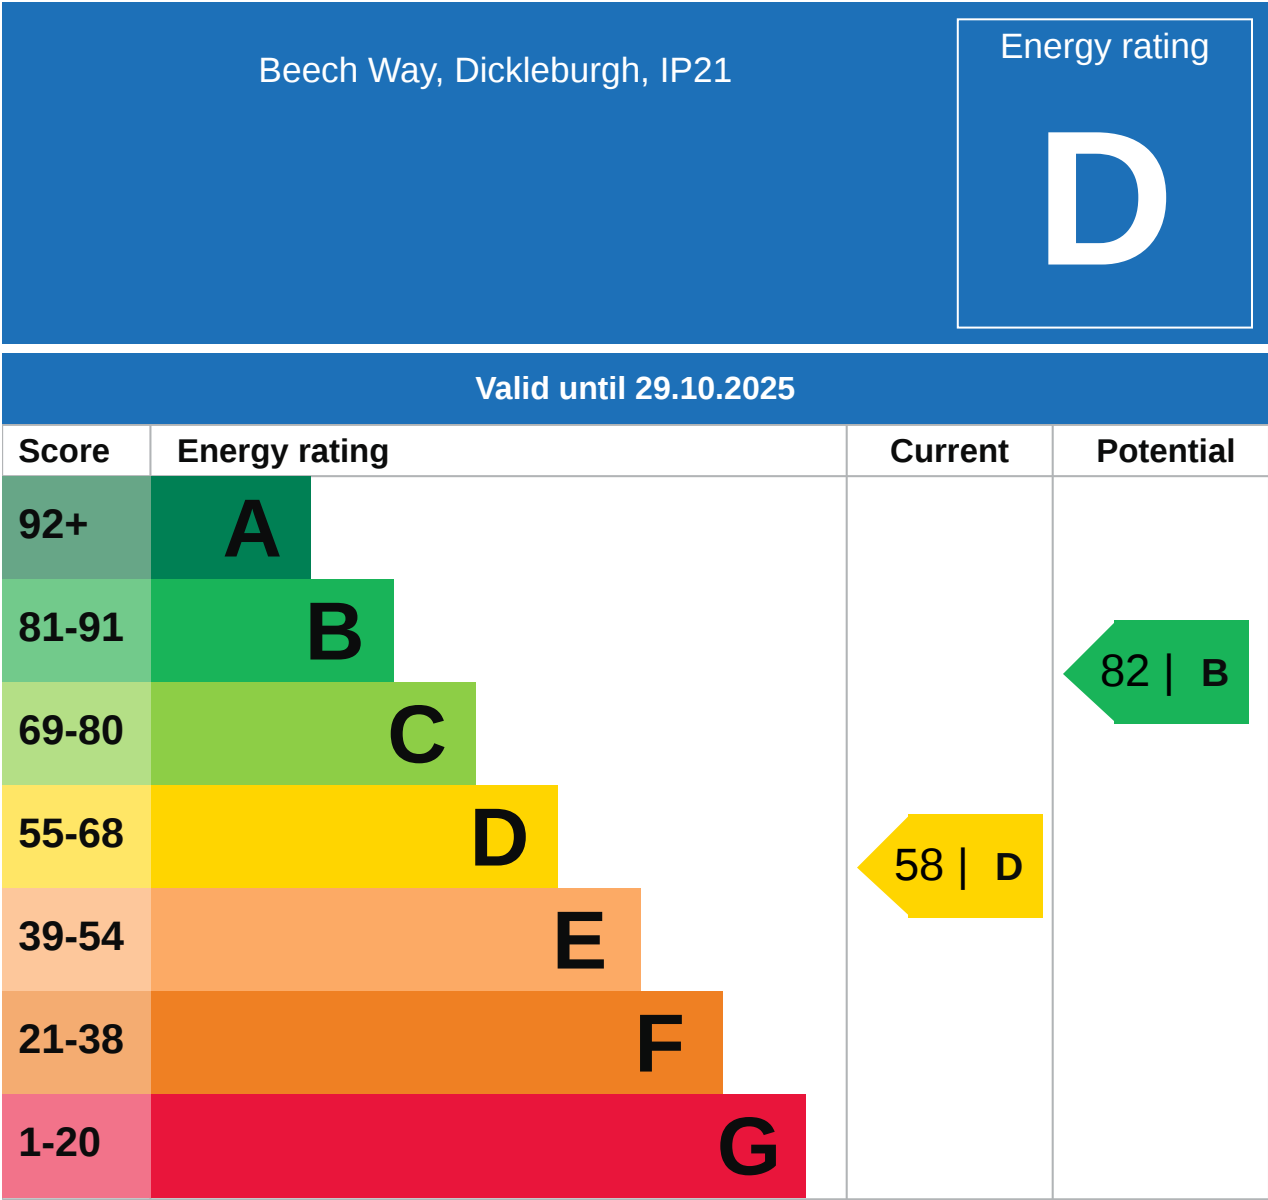 Beech Way, Dickleburgh, IP21
Energy rating
D
Valid until 29.10.2025
Score Energy rating Current Potential
92+ A
81-91 B
82 | B
69-80 C
55-68 D
58 | D
39-54 E
21-38 F
1-20 G